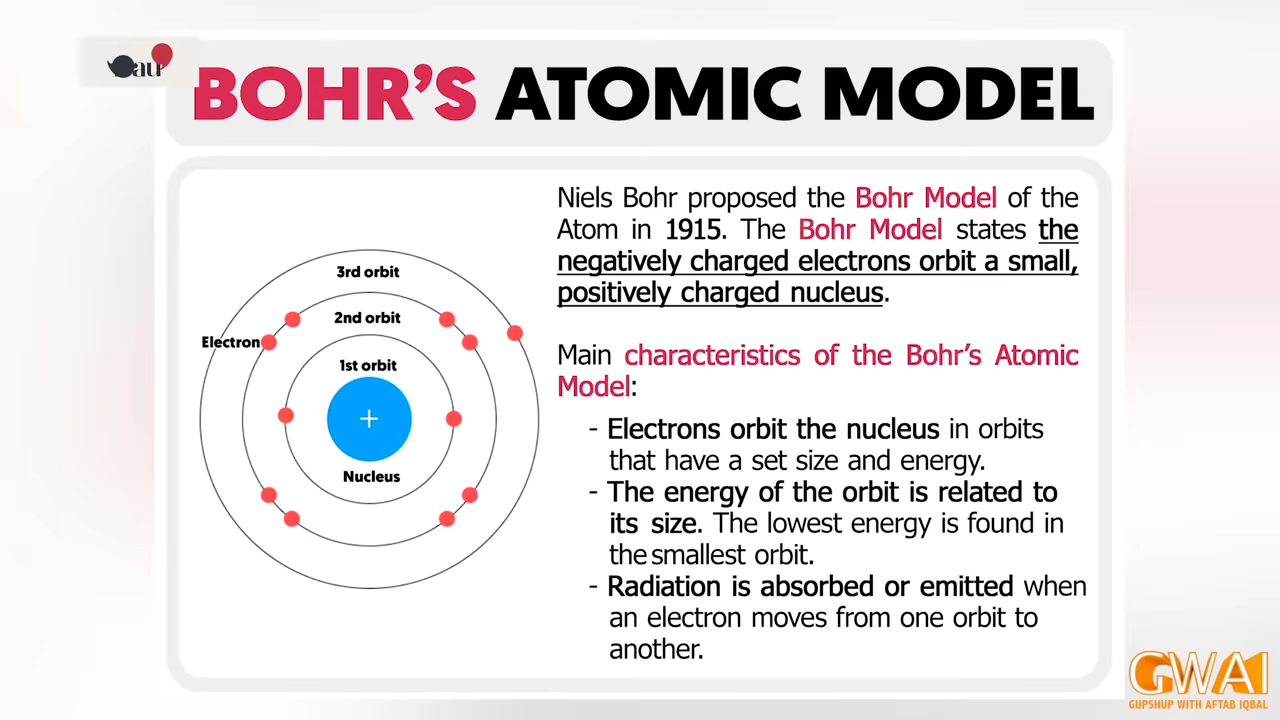 au
BOHR'S ATOMIC MODEL
Niels Bohr proposed the Bohr Model of the
Atom in 1915. The Bohr Model states the
negatively charged electrons orbit a small,
positively charged nucleus.
Main characteristics of the Bohr's Atomic
Model:
- Electrons orbit the nucleus in orbits
that have a set size and energy.
- The energy of the orbit is related to
its size. The lowest energy is found in
the smallest orbit.
- Radiation is absorbed or emitted when
an electron moves from one orbit to
another.
3rd orbit
2nd orbit
Electron
1st orbit
+
Nucleus
GWAI
GUPSHUP WITH AFTAB IQBAL